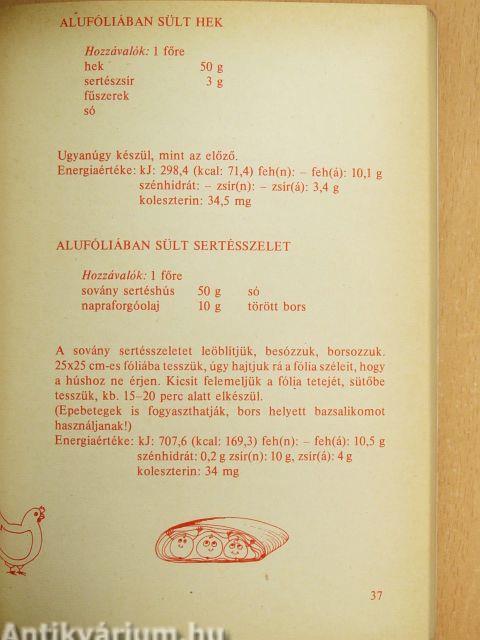 ALUFÓLIÁBAN SÜLT HEK
Hozzávalók: 1 főre
hek 50 g
sertészsír 3 g
fűszerek
só
Ugyanúgy készül, mint az előző.
Energiaértéke: kJ: 298,4 (kcal: 71,4) feh(n): – feh(á): 10,1 g
szénhidrát: – zsír(n): – zsír(á): 3,4 g
koleszterin: 34,5 mg
ALUFÓLIÁBAN SÜLT SERTÉSSZELET
Hozzávalók: 1 főre
sovány sertéshús 50 g só
napraforgóolaj 10 g törött bors
A sovány sertésszeletet leöblítjük, besózzuk, borsozzuk.
25x25 cm-es fóliába tesszük, úgy hajtjuk rá a fólia széleit, hogy
a húshoz ne érjen. Kicsit felemeljük a fólia tetejét, sütőbe
tesszük, kb. 15–20 perc alatt elkészül.
(Epebetegek is fogyaszthatják, bors helyett bazsalikomot
használjanak!)
Energiaértéke: kJ: 707,6 (kcal: 169,3) feh(n): – feh(á): 10,5 g
szénhidrát: 0,2 g zsír(n): 10 g, zsír(á): 4 g
koleszterin: 34 mg
37
Antikvárium.hu